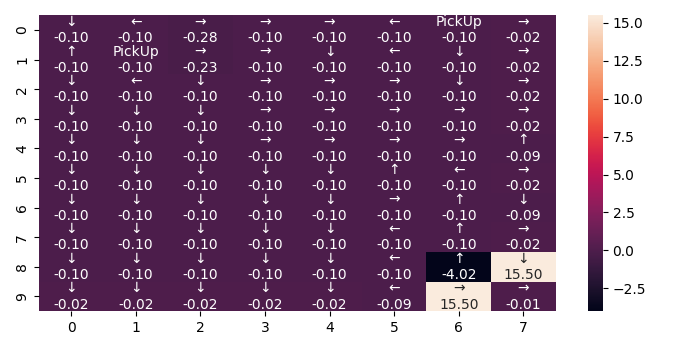 ↓ ← → → → ← PickUp → 15.0
0 -0.10 -0.10 -0.28 -0.10 -0.10 -0.10 -0.10 -0.02
↑ PickUp → → ↓ ← ↓ →
1 -0.10 -0.10 -0.23 -0.10 -0.10 -0.10 -0.10 -0.02 12.5
↓ ← ↓ → → → ↓ →
2 -0.10 -0.10 -0.10 -0.10 -0.10 -0.10 -0.10 -0.02 10.0
↓ ↓ ↓ → → → → →
3 -0.10 -0.10 -0.10 -0.10 -0.10 -0.10 -0.10 -0.02
↓ ↓ ↓ → → → → ↑ 7.5
4 -0.10 -0.10 -0.10 -0.10 -0.10 -0.10 -0.10 -0.09
↓ ↓ ↓ ↓ ↓ ↑ ← → 5.0
5 -0.10 -0.10 -0.10 -0.10 -0.10 -0.10 -0.10 -0.02
↓ ↓ ↓ ↓ ↓ → ↑ ↓ 2.5
6 -0.10 -0.10 -0.10 -0.10 -0.10 -0.10 -0.10 -0.09
↓ ↓ ↓ ↓ ↓ ← ↑ →
7 -0.10 -0.10 -0.10 -0.10 -0.10 -0.10 -0.10 -0.02 0.0
↓ ↓ ↓ ↓ ↓ ← ↑ ↓
8 -0.10 -0.10 -0.10 -0.10 -0.10 -0.10 -4.02 15.50 −2.5
↓ ↓ ↓ ↓ ↓ ← → →
9 -0.02 -0.02 -0.02 -0.02 -0.02 -0.09 15.50 -0.01
0 1 2 3 4 5 6 7